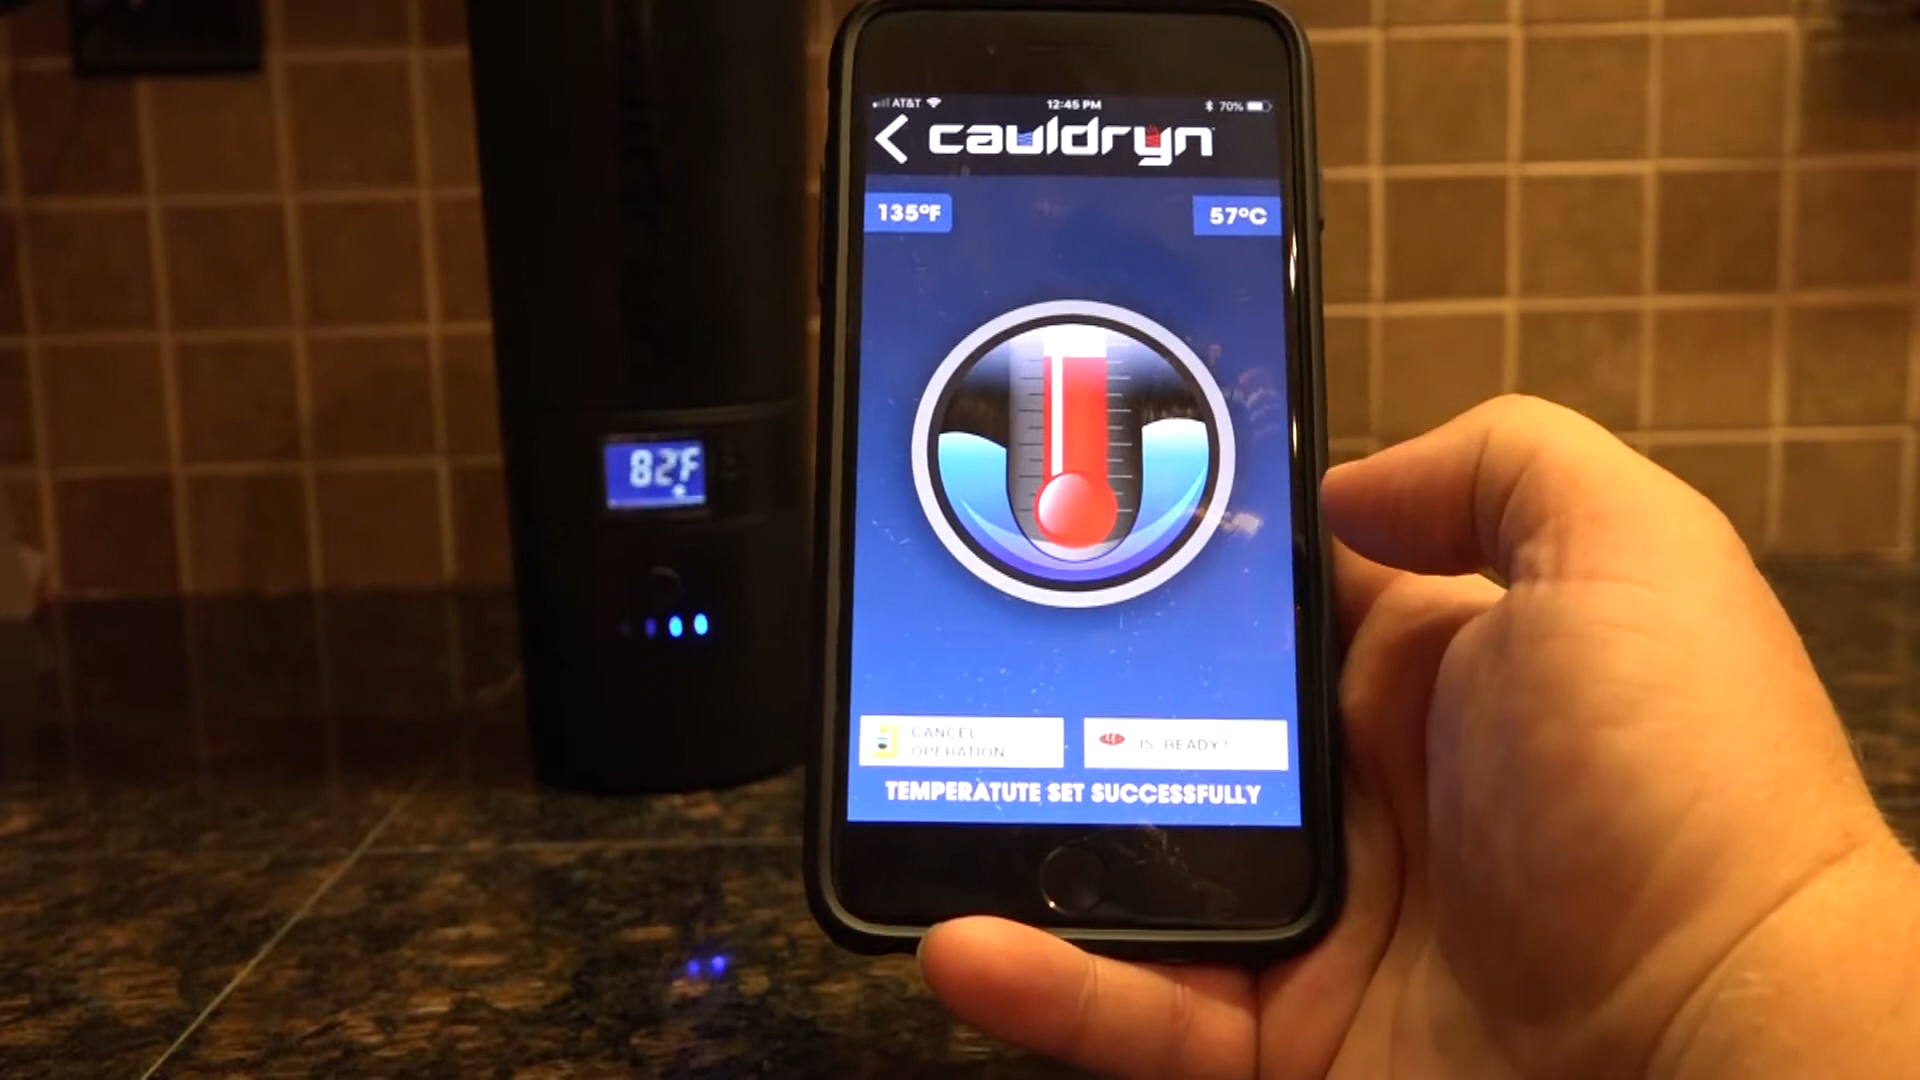 AT&T 12:45 PM 70%
cauldryn
135°F 57°C
82F
CANCEL
OPERATION
IS READY?
TEMPERATUTE SET SUCCESSFULLY